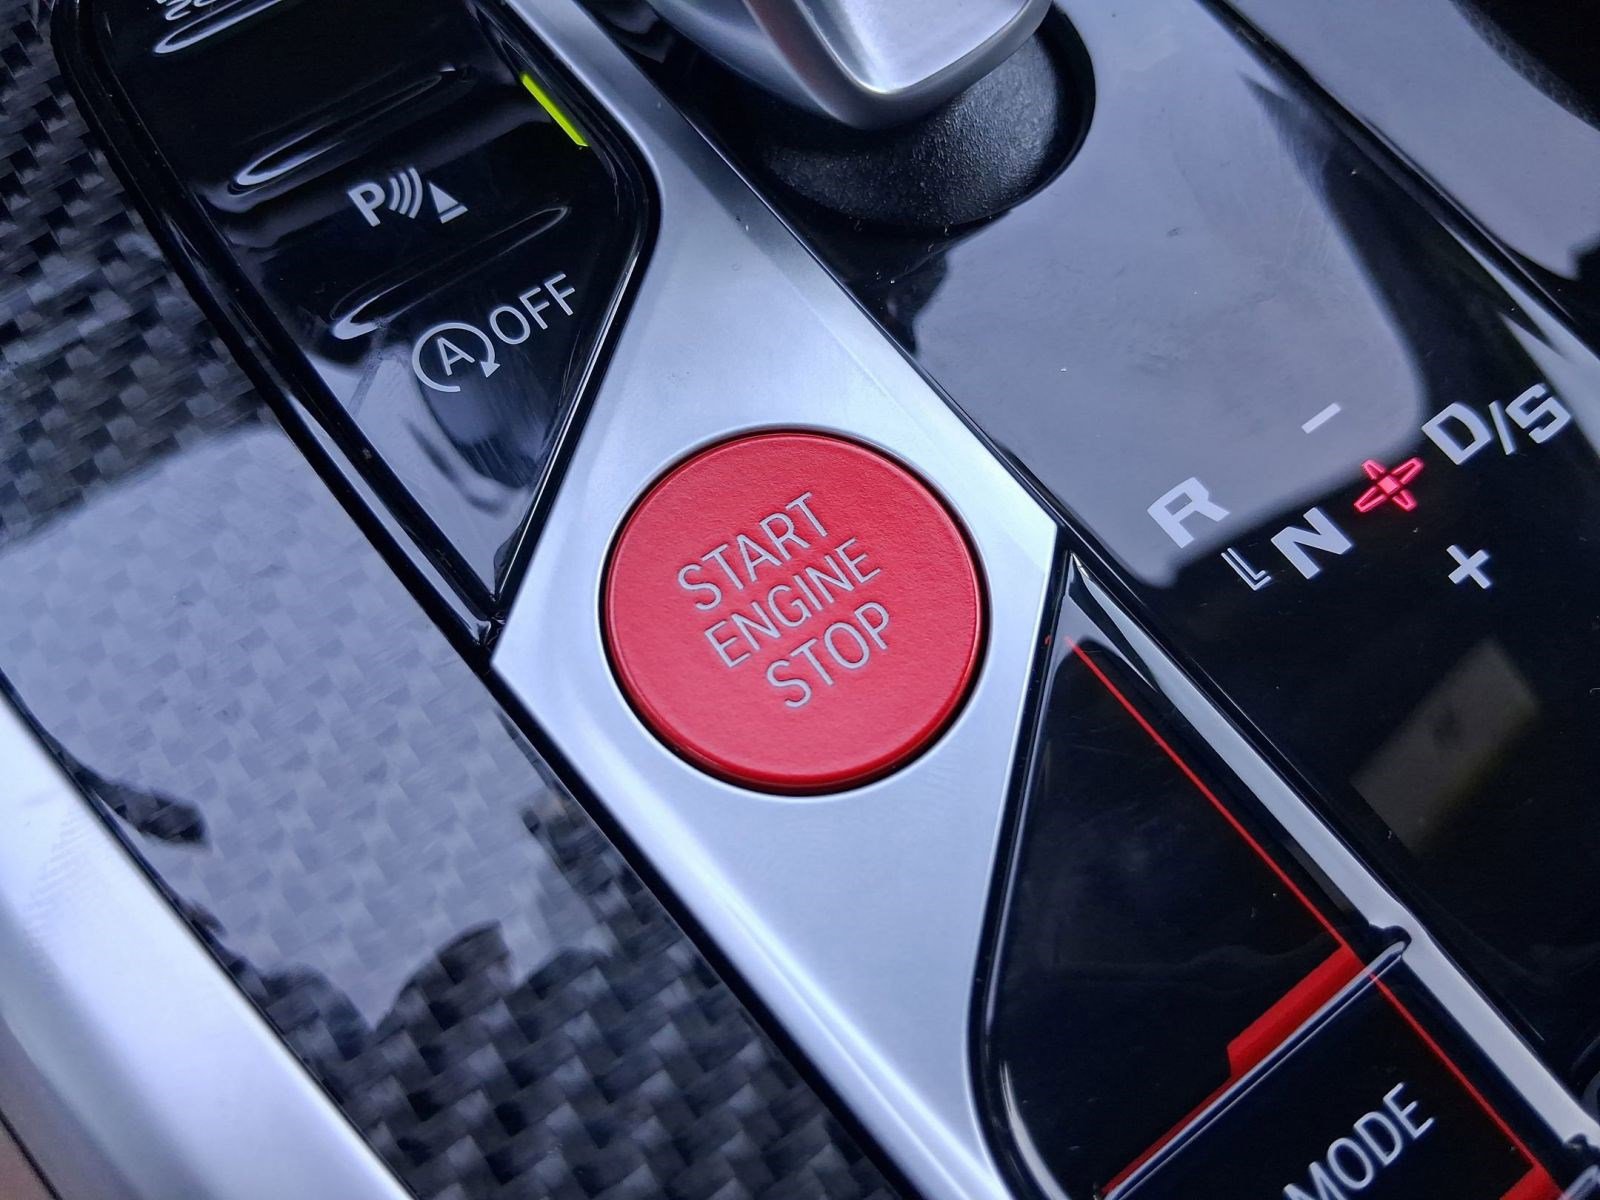 P
A OFF
START
ENGINE
STOP
R
N
D/S
−
+
MODE